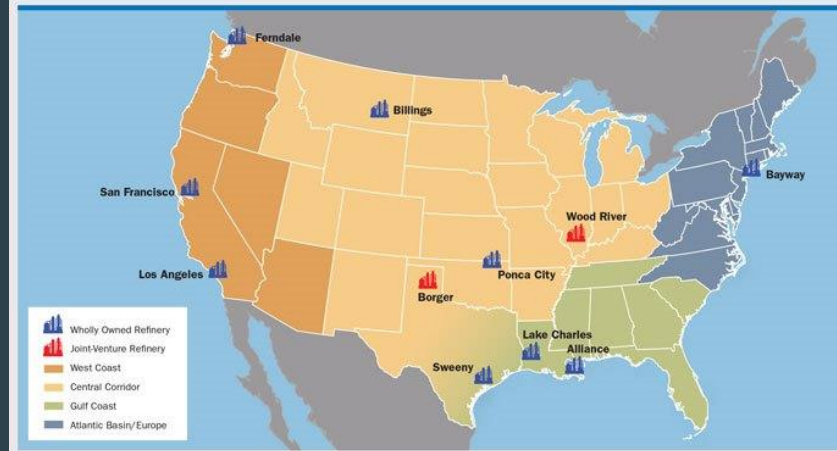 Ferndale
Billings
San Francisco
Bayway
Wood River
Los Angeles
Ponca City
Borger
Lake Charles
Alliance
Sweeny
Wholly Owned Refinery
Joint-Venture Refinery
West Coast
Central Corridor
Gulf Coast
Atlantic Basin/Europe